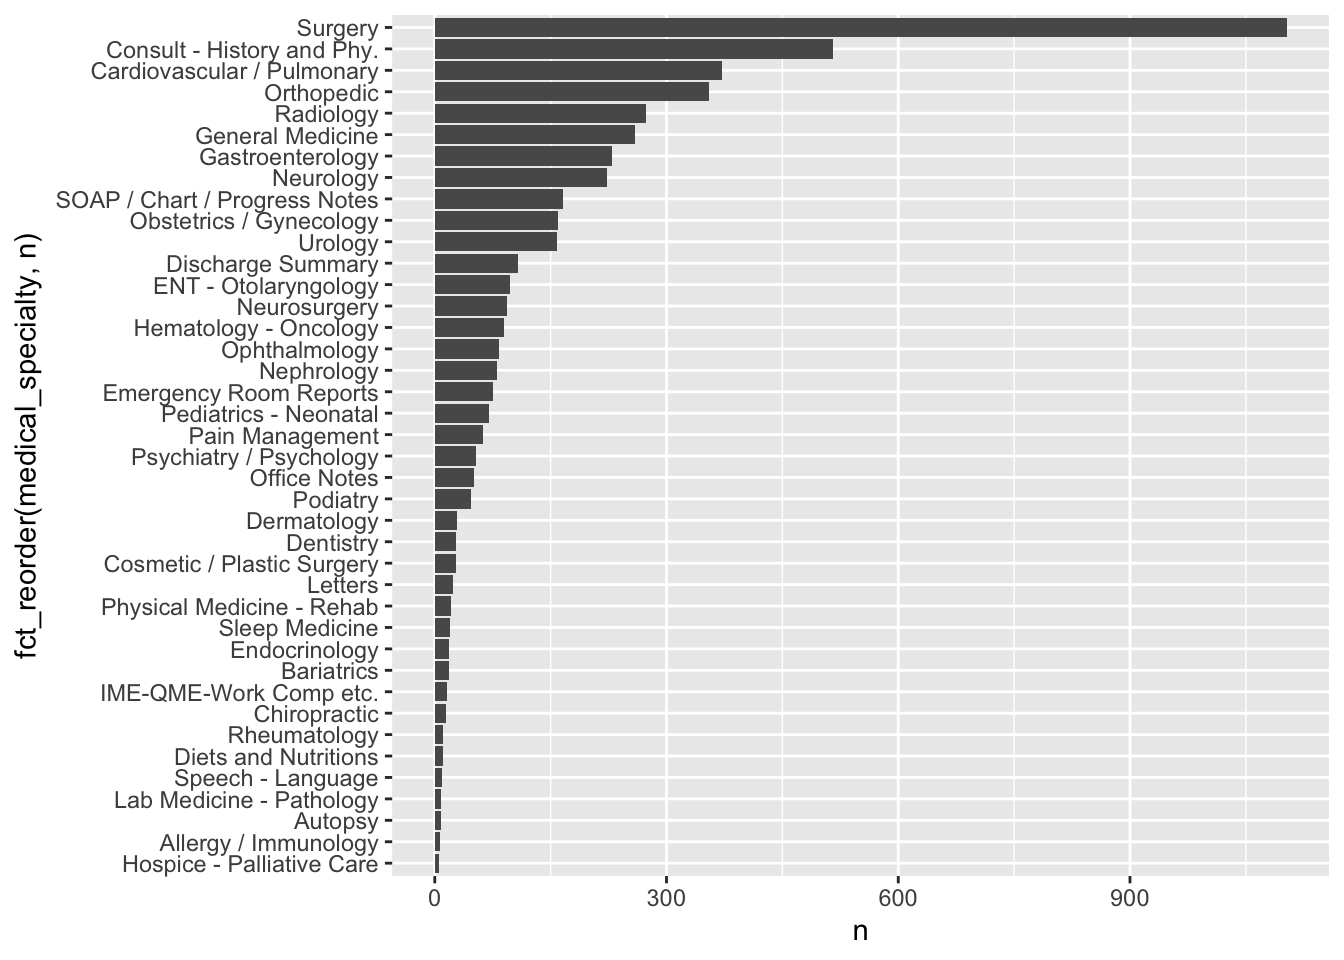 Surgery
Consult - History and Phy.
Cardiovascular / Pulmonary
Orthopedic
Radiology
General Medicine
Gastroenterology
Neurology
SOAP / Chart / Progress Notes
Obstetrics / Gynecology
Urology
Discharge Summary
ENT - Otolaryngology
Neurosurgery
Hematology - Oncology
Ophthalmology
Nephrology
Emergency Room Reports
Pediatrics - Neonatal
Pain Management
Psychiatry / Psychology
Office Notes
Podiatry
Dermatology
Dentistry
Cosmetic / Plastic Surgery
Letters
Physical Medicine - Rehab
Sleep Medicine
Endocrinology
Bariatrics
IME-QME-Work Comp etc.
Chiropractic
Rheumatology
Diets and Nutritions
Speech - Language
Lab Medicine - Pathology
Autopsy
Allergy / Immunology
Hospice - Palliative Care
fct_reorder(medical_specialty, n)
0 300 600 900
n